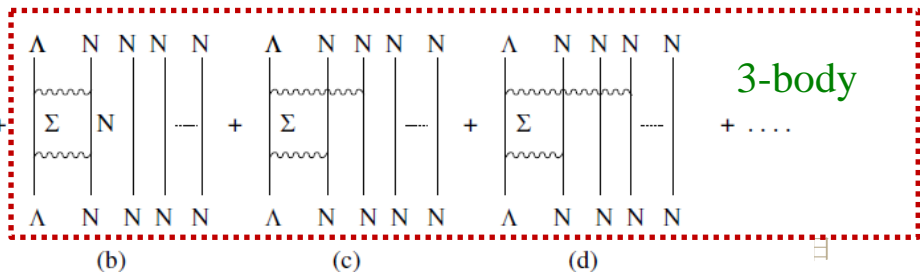 Λ N N N N Λ N N N N Λ N N N N
3-body
+ Σ N + Σ + Σ + . . . .
Λ N N N N Λ N N N N Λ N N N N
(b) (c) (d)